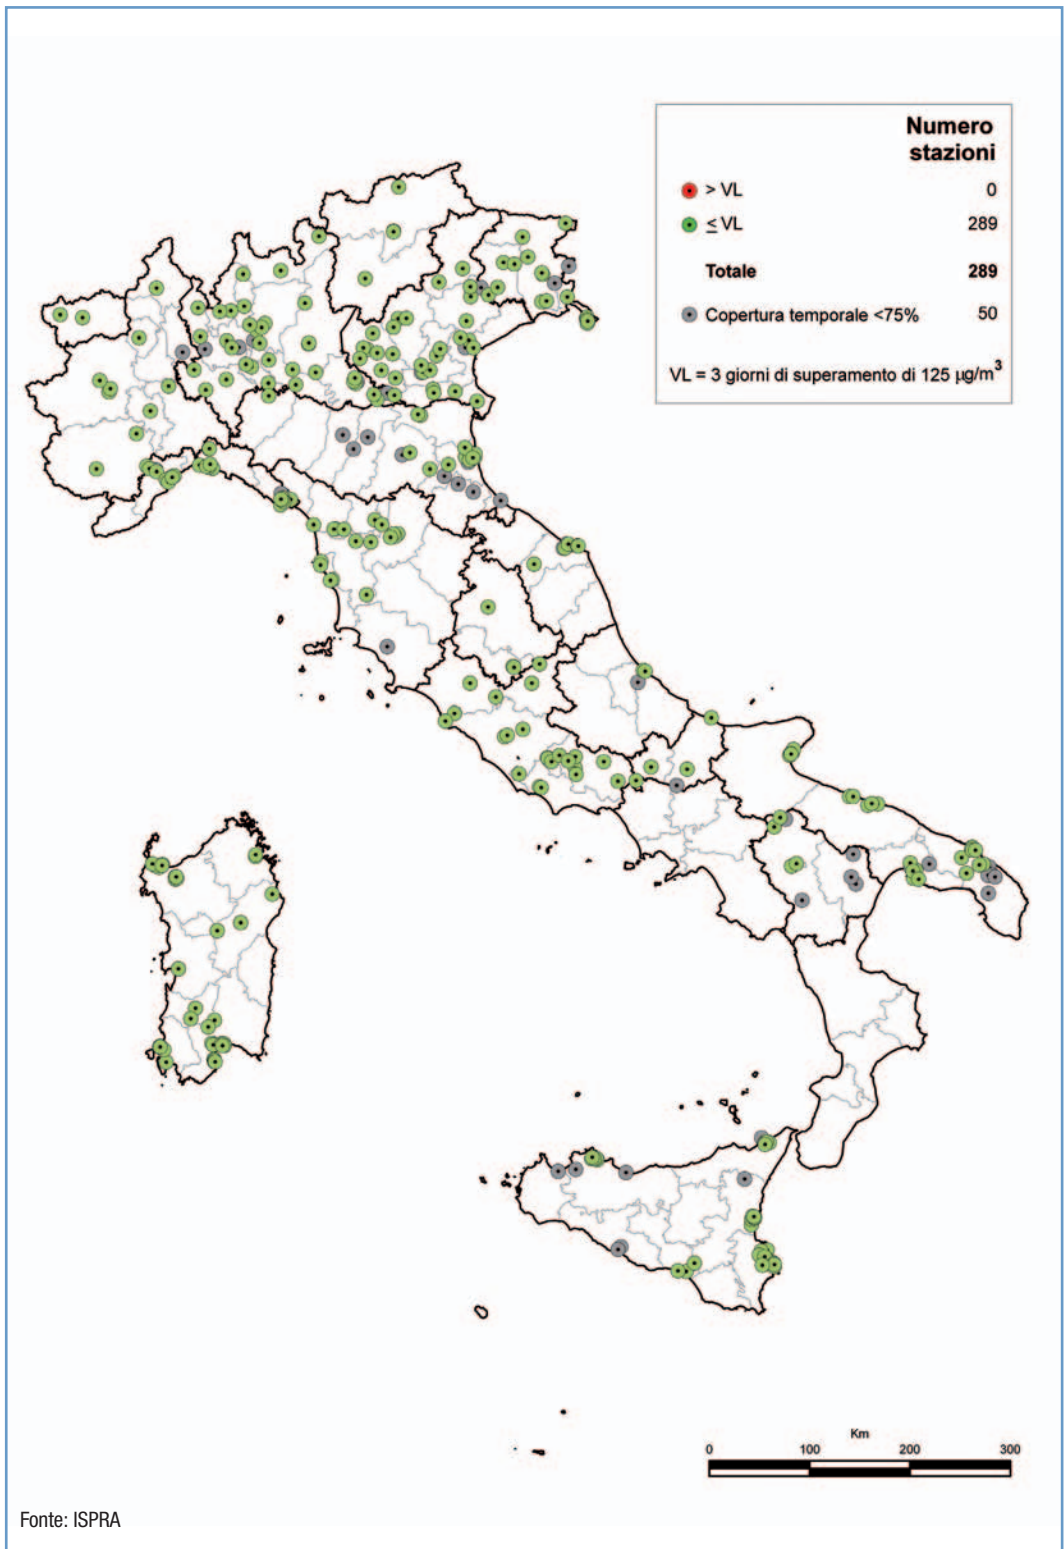 Numero
stazioni
> VL 0
≤ VL 289
Totale 289
Copertura temporale <75% 50
VL = 3 giorni di superamento di 125 µg/m³
Km
0 100 200 300
Fonte: ISPRA